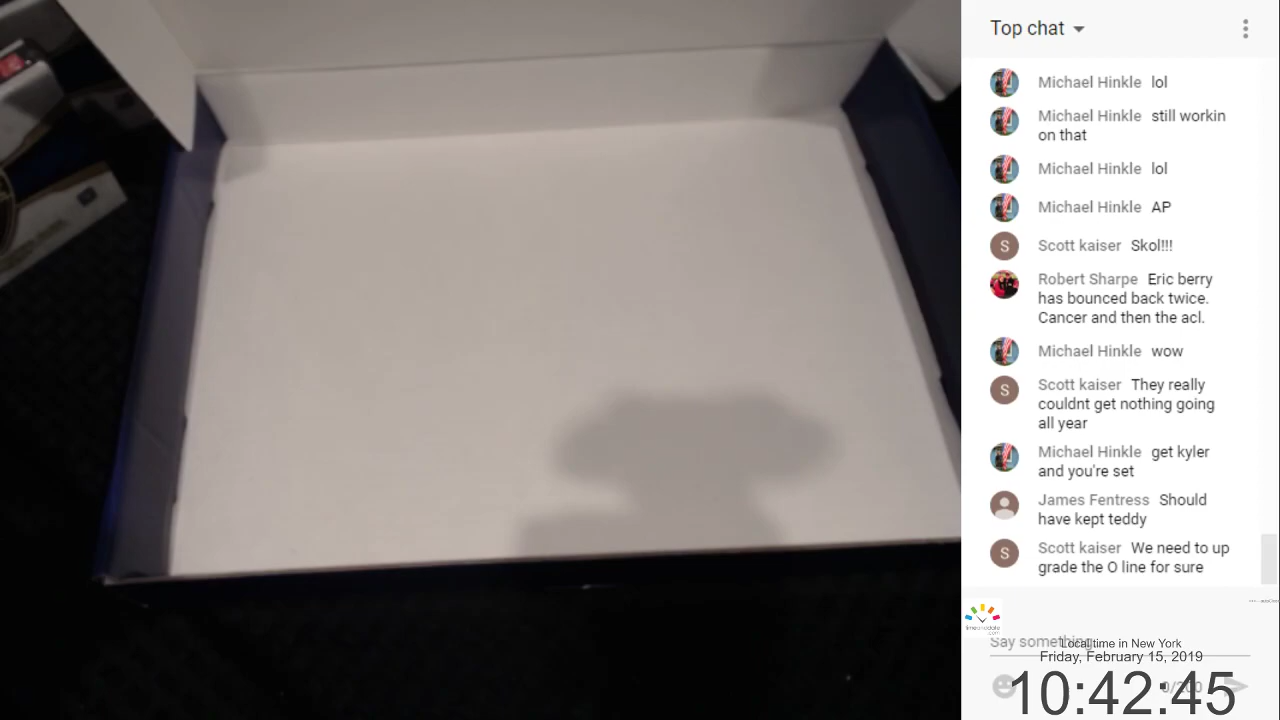 Top chat
Michael Hinkle lol
Michael Hinkle still workin
on that
Michael Hinkle lol
Michael Hinkle AP
S Scott kaiser Skol!!!
Robert Sharpe Eric berry
has bounced back twice.
Cancer and then the acl.
Michael Hinkle wow
S Scott kaiser They really
couldnt get nothing going
all year
Michael Hinkle get kyler
and you're set
James Fentress Should
have kept teddy
S Scott kaiser We need to up
grade the O line for sure
Say something...
Local time in New York
Friday, February 15, 2019
0/200
10:42:45